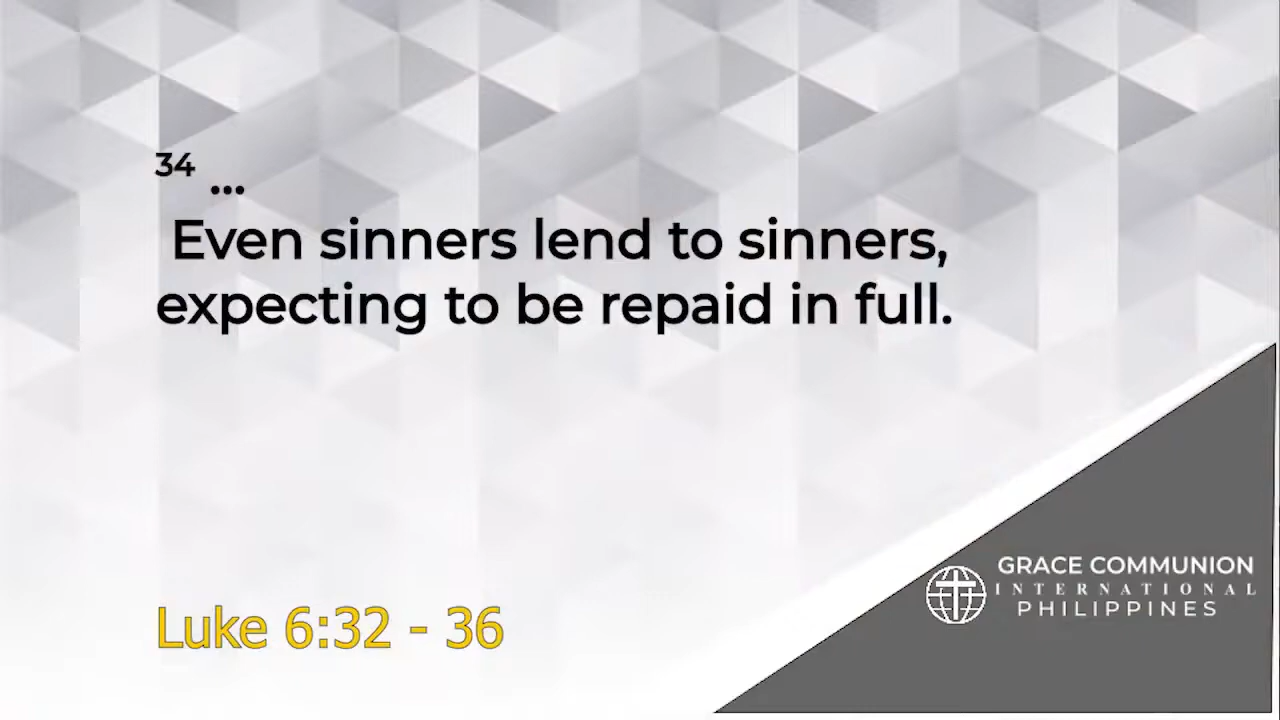 34 ...
Even sinners lend to sinners,
expecting to be repaid in full.
Luke 6:32 - 36
GRACE COMMUNION
INTERNATIONAL
PHILIPPINES